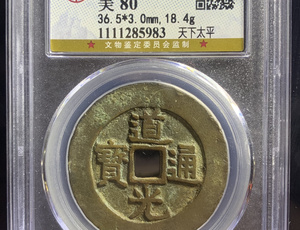 美 80
36.5*3.0mm,18.4g
1111285983 天下太平
★★★★文物鉴定委员会监制★★★★
道光通寳